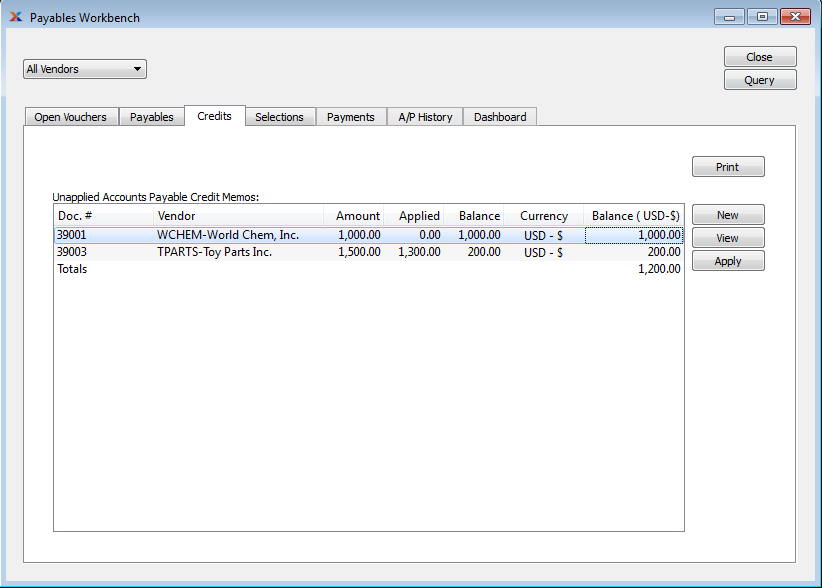 Payables Workbench
All Vendors
Close
Query
Open Vouchers Payables Credits Selections Payments A/P History Dashboard
Print
Unapplied Accounts Payable Credit Memos:
Doc. # Vendor Amount Applied Balance Currency Balance ( USD-$)
New
39001 WCHEM-World Chem, Inc. 1,000.00 0.00 1,000.00 USD - $ 1,000.00
View
39003 TPARTS-Toy Parts Inc. 1,500.00 1,300.00 200.00 USD - $ 200.00
Apply
Totals 1,200.00